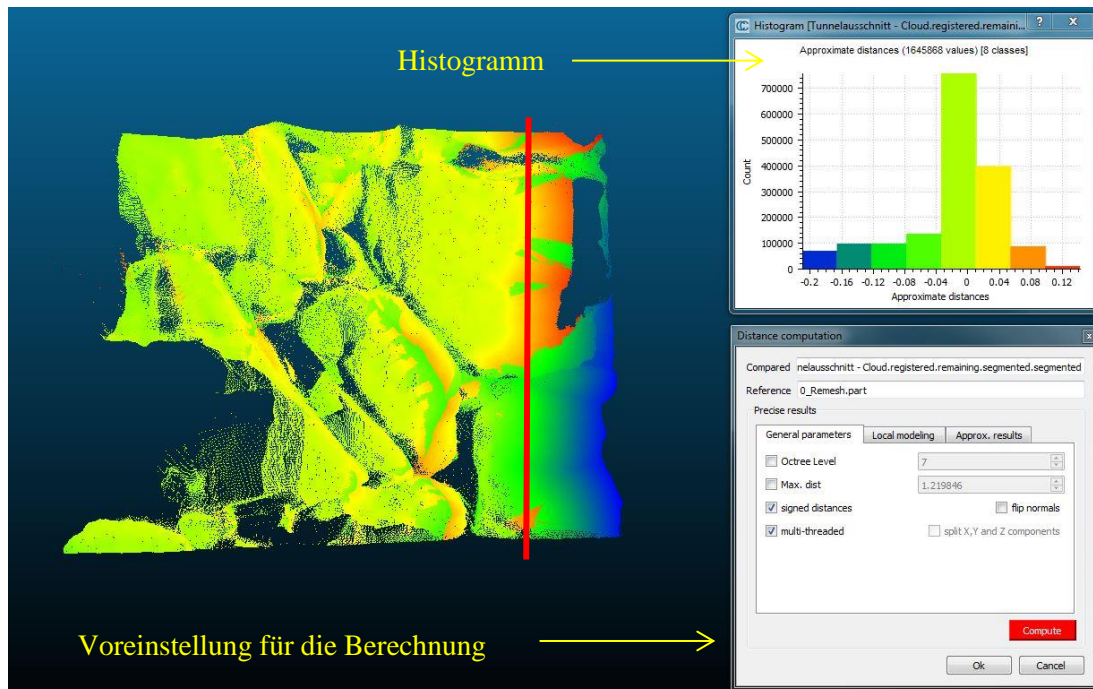 Histogramm
Histogram [Tunnelausschnitt - Cloud.registered.remaini...
? X
Approximate distances (1645868 values) [8 classes]
700000
600000
500000
400000
300000
200000
100000
0
Count
-0.2 -0.16 -0.12 -0.08 -0.04 0 0.04 0.08 0.12
Approximate distances
Distance computation
x
Compared nelausschnitt - Cloud.registered.remaining.segmented.segmented
Reference 0_Remesh.part
Precise results
General parameters Local modeling Approx. results
Octree Level 7
Max. dist 1.219846
signed distances flip normals
multi-threaded split X,Y and Z components
Compute
Ok Cancel
Voreinstellung für die Berechnung